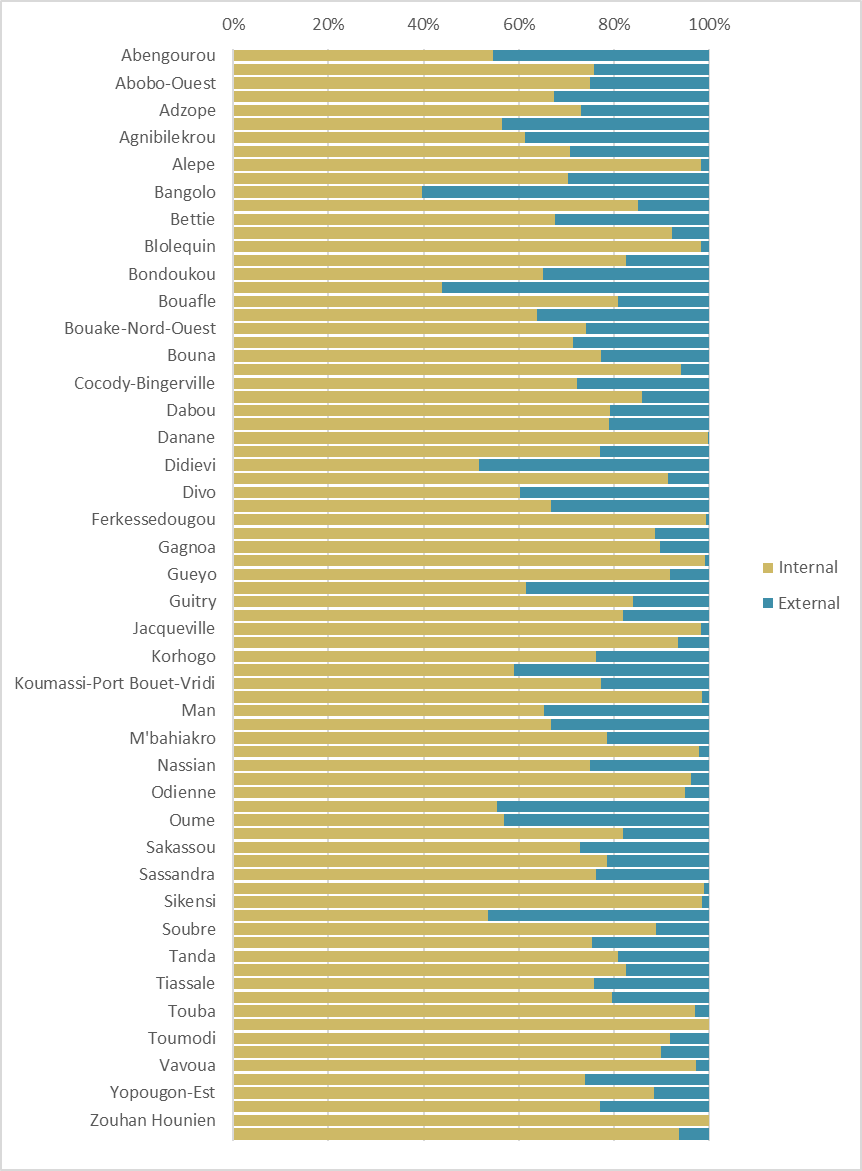 0% 20% 40% 60% 80% 100%
Abengourou
Abobo-Ouest
Adzope
Agnibilekrou
Alepe
Bangolo
Bettie
Blolequin
Bondoukou
Bouafle
Bouake-Nord-Ouest
Bouna
Cocody-Bingerville
Dabou
Danane
Didievi
Divo
Ferkessedougou
Gagnoa
Gueyo
Guitry
Jacqueville
Korhogo
Koumassi-Port Bouet-Vridi
Man
M'bahiakro
Nassian
Odienne
Oume
Sakassou
Sassandra
Sikensi
Soubre
Tanda
Tiassale
Touba
Toumodi
Vavoua
Yopougon-Est
Zouhan Hounien
Internal
External